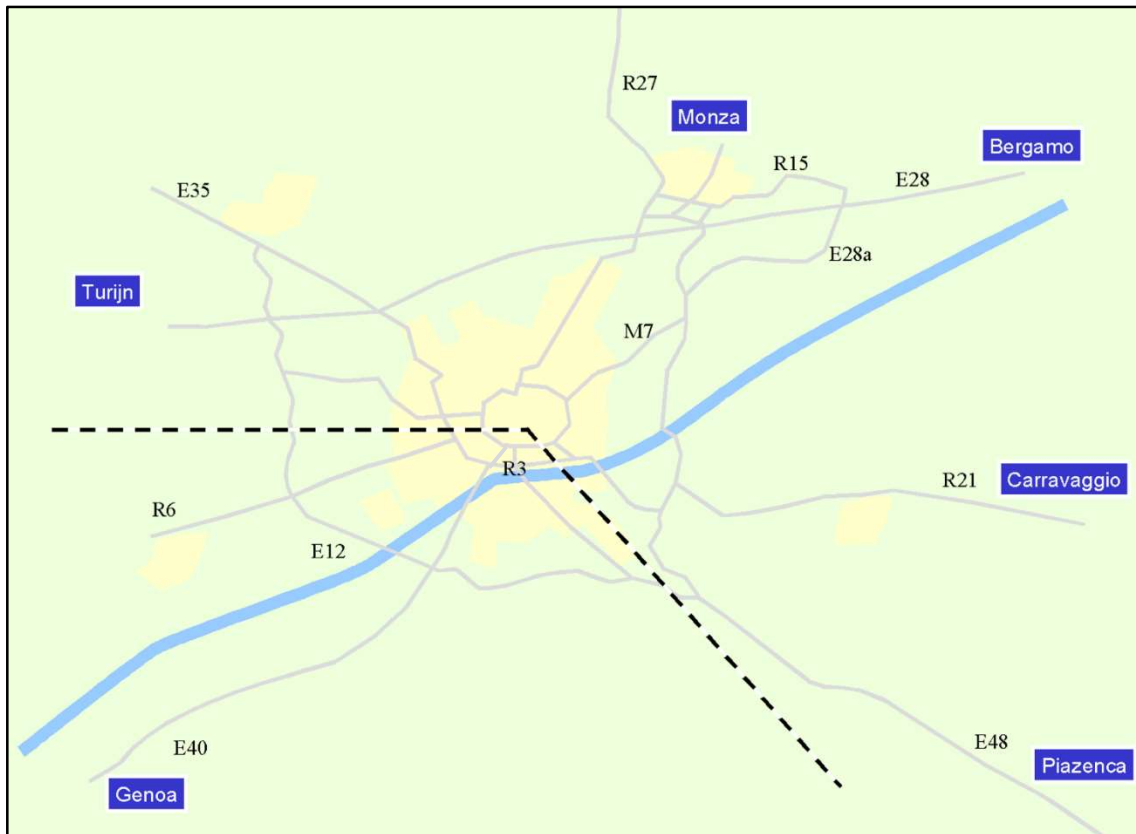 R27
Monza
Bergamo
R15
E28
E35
E28a
Turijn
M7
R3
R21
Carravaggio
R6
E12
E48
E40
Piazenca
Genoa